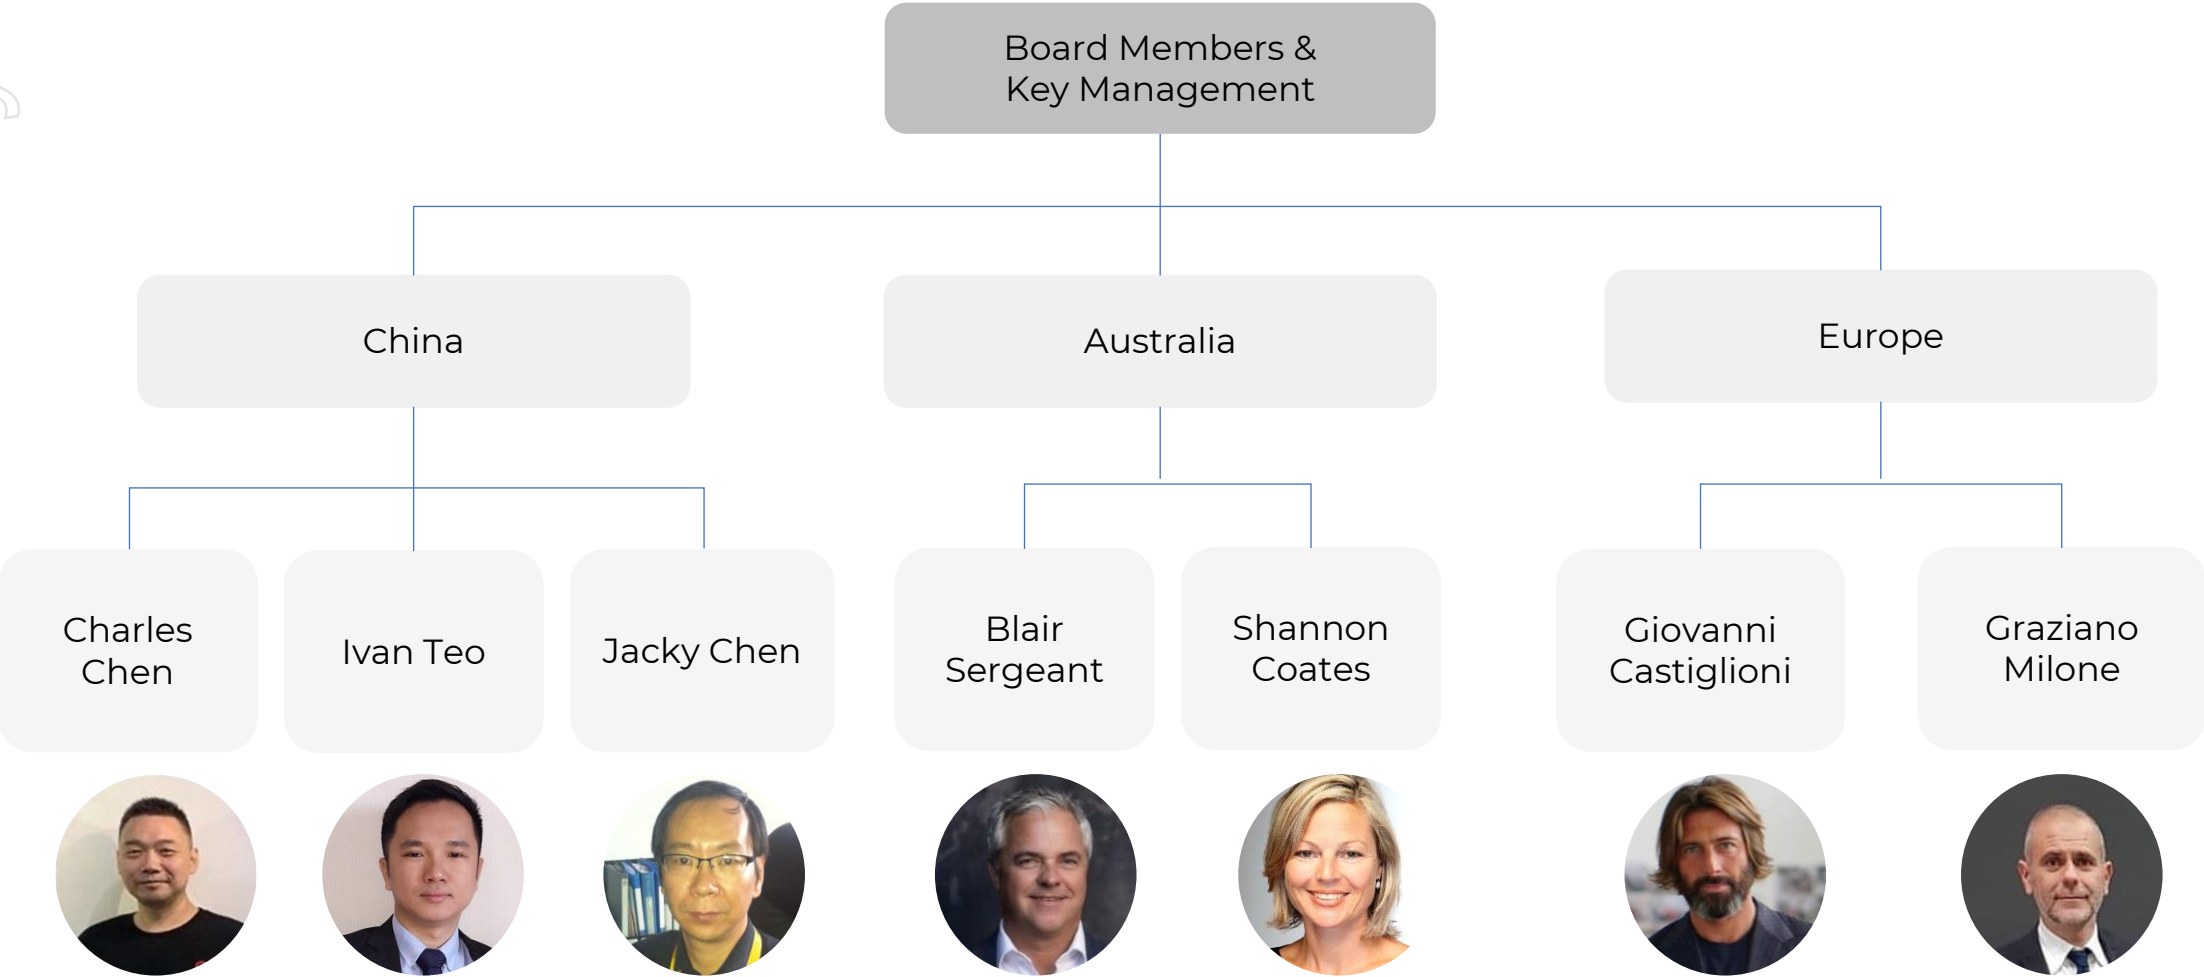 Board Members &
Key Management
China
Australia
Europe
Charles
Chen
Ivan Teo
Jacky Chen
Blair
Sergeant
Shannon
Coates
Giovanni
Castiglioni
Graziano
Milone